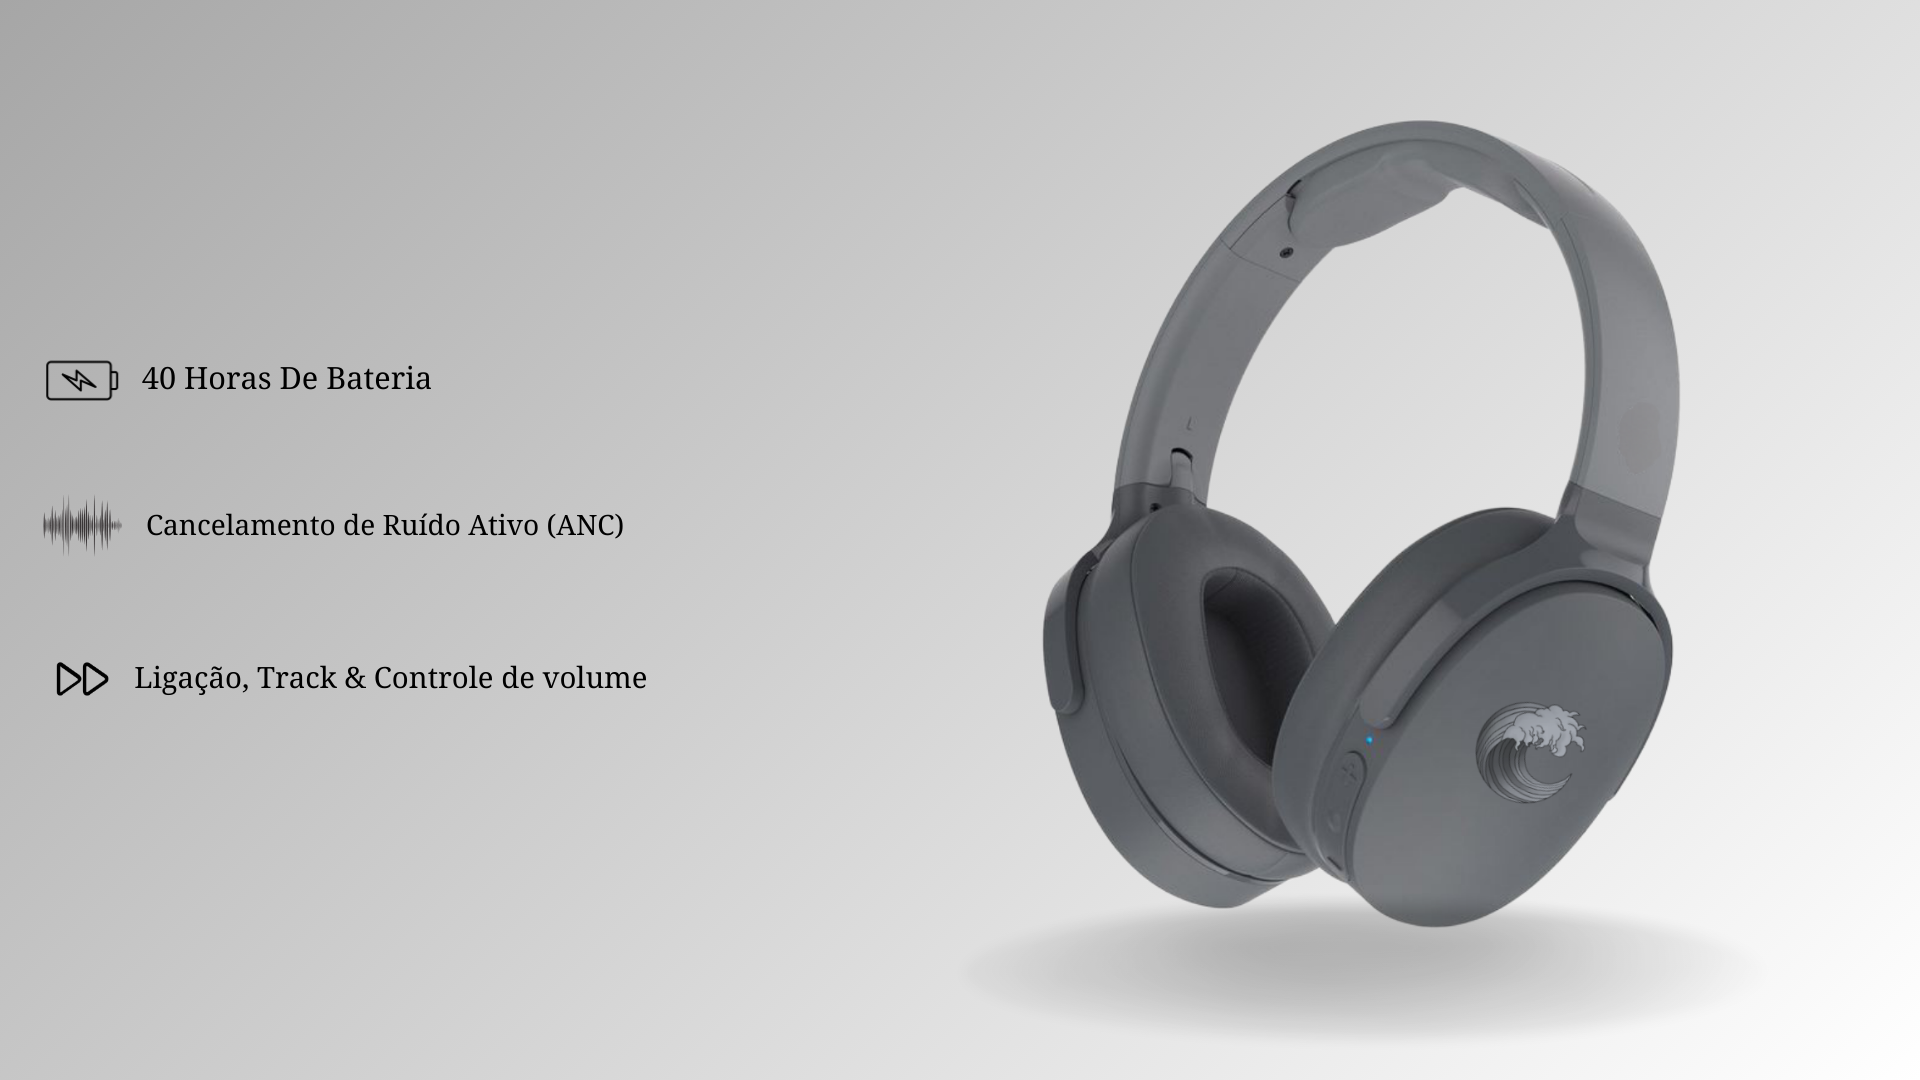 40 Horas De Bateria
Cancelamento de Ruído Ativo (ANC)
Ligação, Track & Controle de volume
L